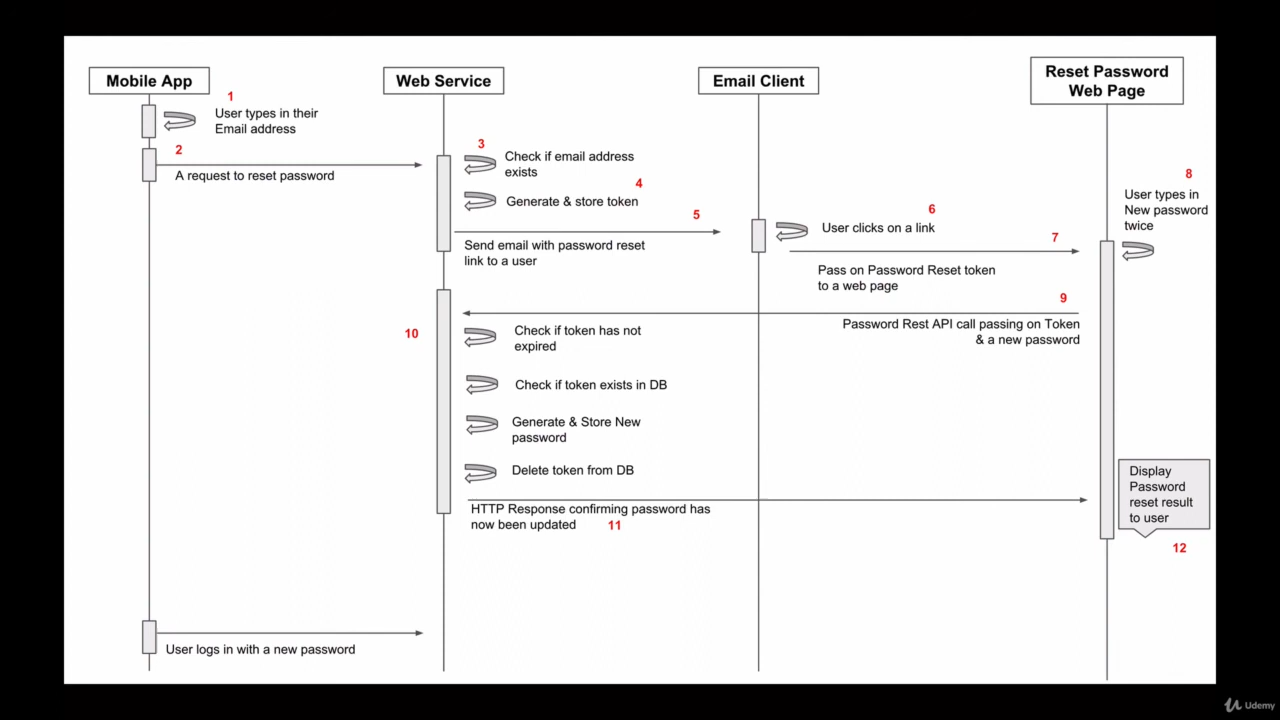 Mobile App
Web Service
Email Client
Reset Password
Web Page
1
User types in their
Email address
2
A request to reset password
3
Check if email address
exists
4
Generate & store token
5
Send email with password reset
link to a user
6
User clicks on a link
7
Pass on Password Reset token
to a web page
8
User types in
New password
twice
9
Password Rest API call passing on Token
& a new password
10
Check if token has not
expired
Check if token exists in DB
Generate & Store New
password
Delete token from DB
HTTP Response confirming password has
now been updated
11
Display
Password
reset result
to user
12
User logs in with a new password
Udemy